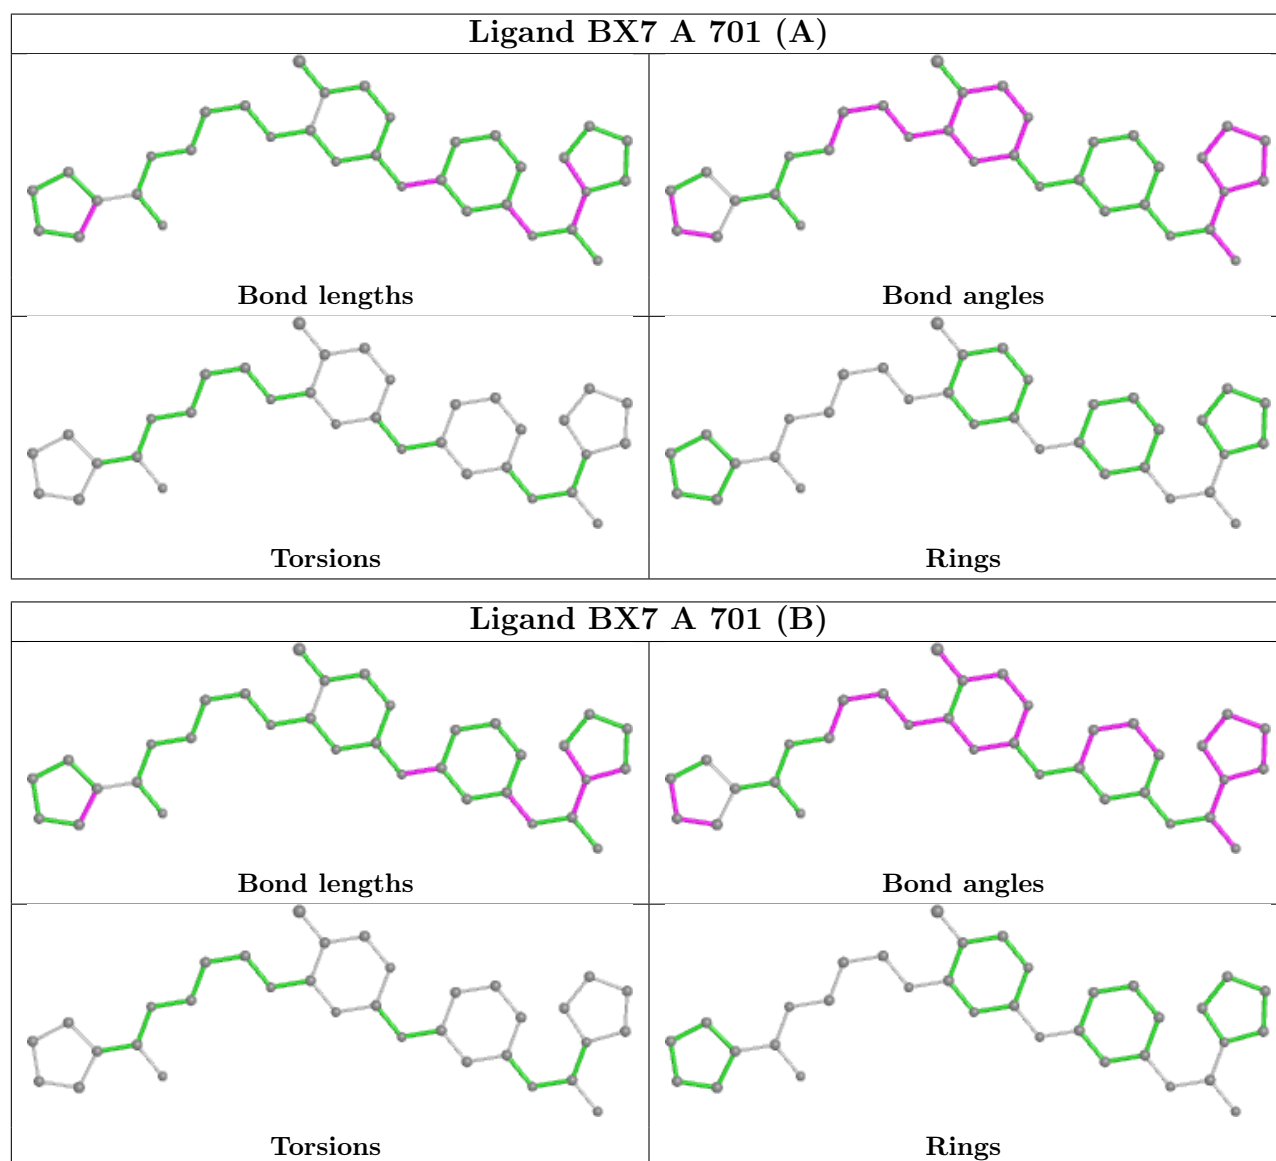 Ligand BX7 A 701 (A)
Bond lengths
Bond angles
Torsions
Rings
Ligand BX7 A 701 (B)
Bond lengths
Bond angles
Torsions
Rings